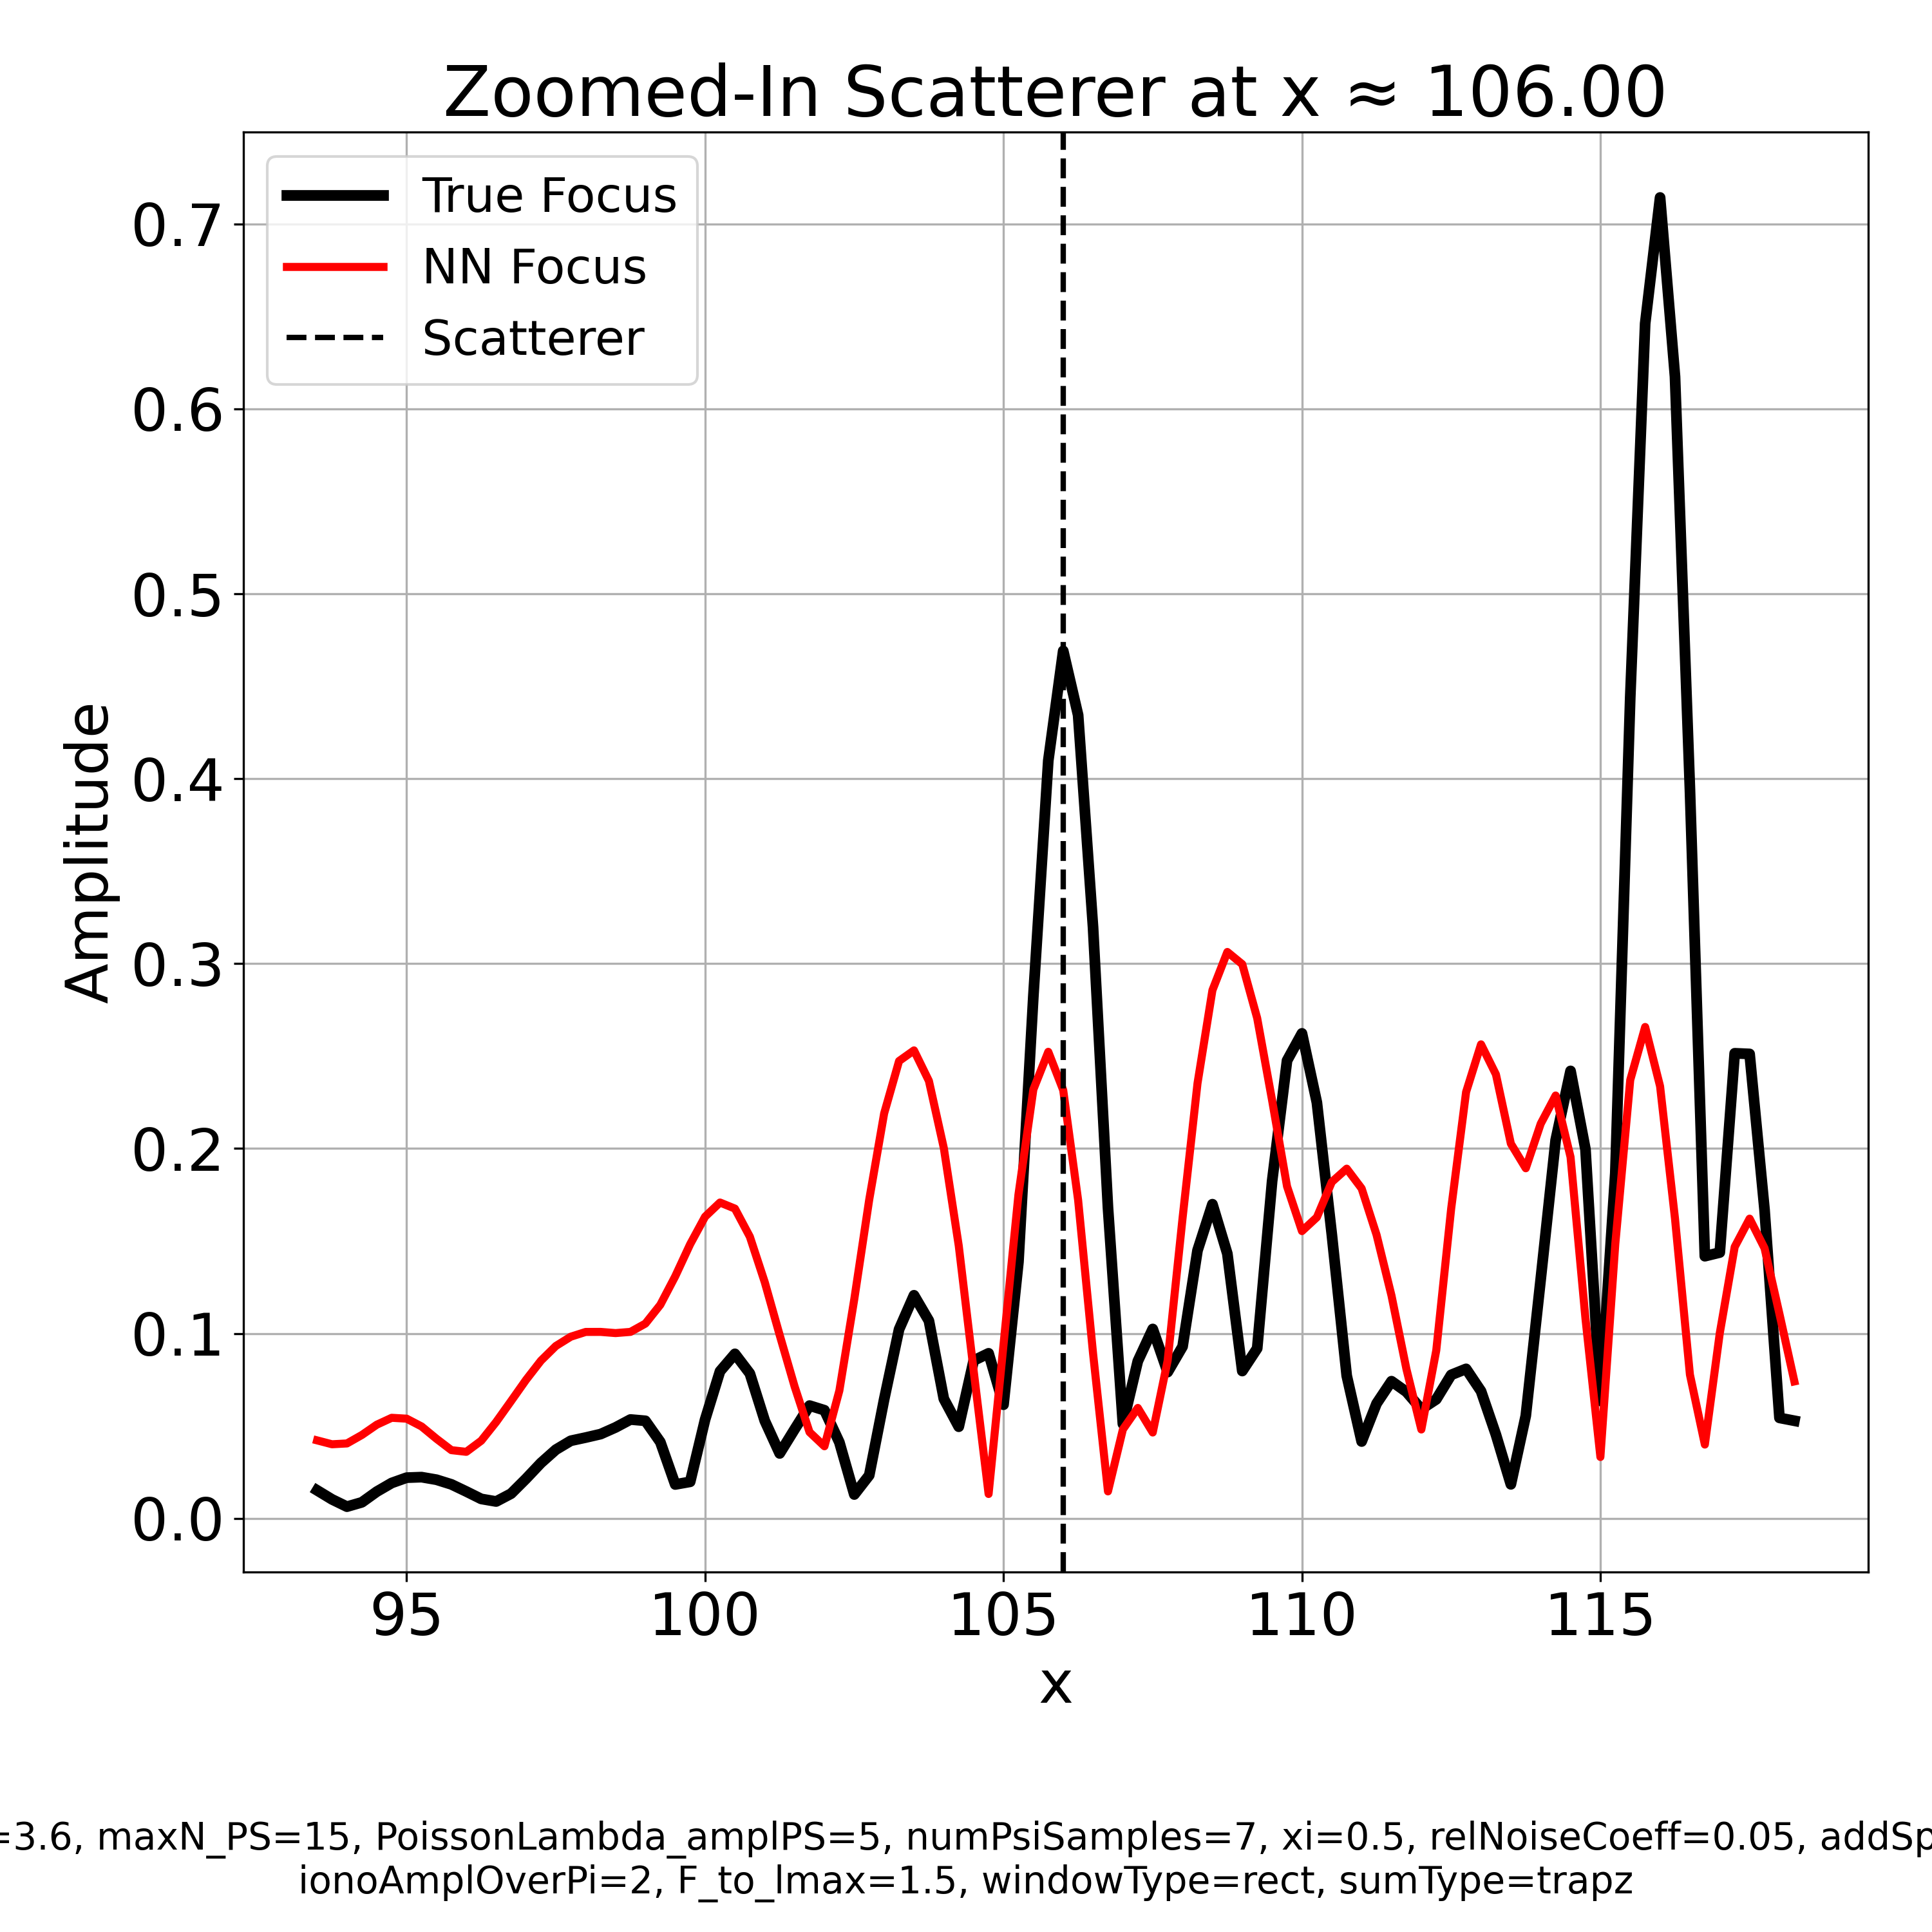 Zoomed-In Scatterer at x ≈ 106.00
True Focus
NN Focus
Scatterer
Amplitude
0.7
0.6
0.5
0.4
0.3
0.2
0.1
0.0
95 100 105 110 115
x
=3.6, maxN_PS=15, PoissonLambda_amplPS=5, numPsiSamples=7, xi=0.5, relNoiseCoeff=0.05, addSp
ionoAmplOverPi=2, F_to_lmax=1.5, windowType=rect, sumType=trapz